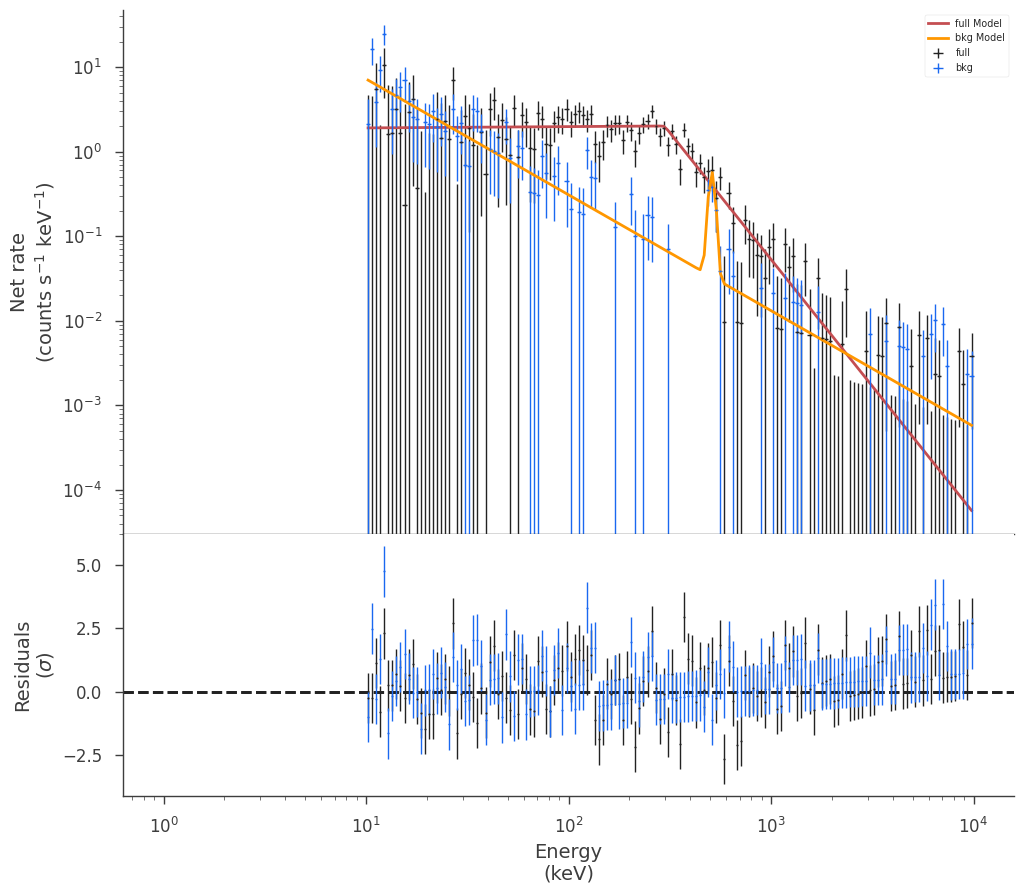 full Model
bkg Model
full
bkg
10¹
10⁰
10⁻¹
10⁻²
10⁻³
10⁻⁴
Net rate
(counts s⁻¹ keV⁻¹)
5.0
2.5
0.0
−2.5
Residuals
(σ)
10⁰ 10¹ 10² 10³ 10⁴
Energy
(keV)